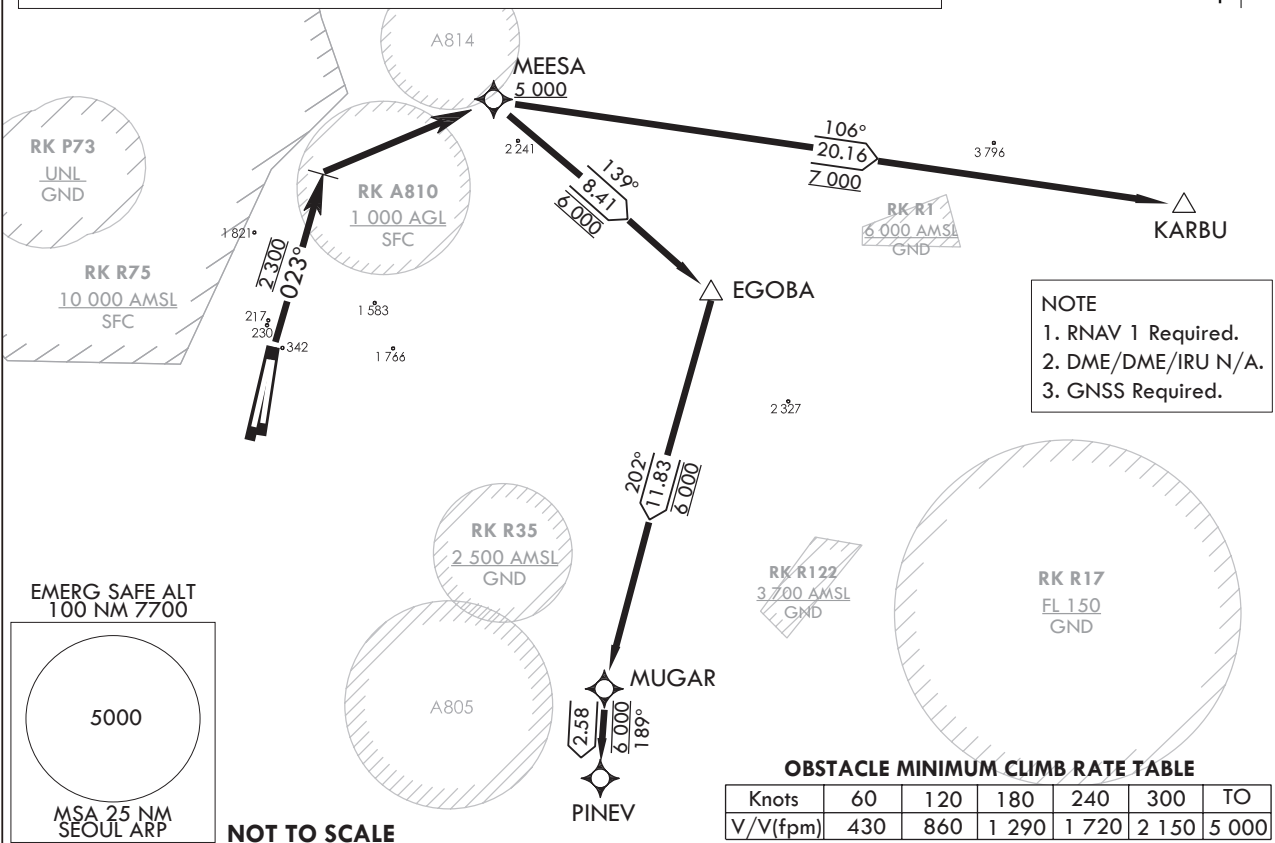 A814
MEESA
5 000
RK P73
UNL
GND
2 241
106°
20.16
7 000
3 796
139°
8.41
6 000
RK A810
1 000 AGL
SFC
RK R1
6 000 AMSL
GND
KARBU
1 821
2 300
023°
RK R75
10 000 AMSL
SFC
EGOBA
217
230
342
1 583
1 766
NOTE
1. RNAV 1 Required.
2. DME/DME/IRU N/A.
3. GNSS Required.
2 327
202°
11.83
6 000
RK R35
2 500 AMSL
GND
RK R122
3 700 AMSL
GND
RK R17
FL 150
GND
EMERG SAFE ALT
100 NM 7700
5000
MSA 25 NM
SEOUL ARP
A805
MUGAR
2.58
6 000
189°
PINEV
NOT TO SCALE
OBSTACLE MINIMUM CLIMB RATE TABLE
Knots 60 120 180 240 300 TO
V/V(fpm) 430 860 1 290 1 720 2 150 5 000